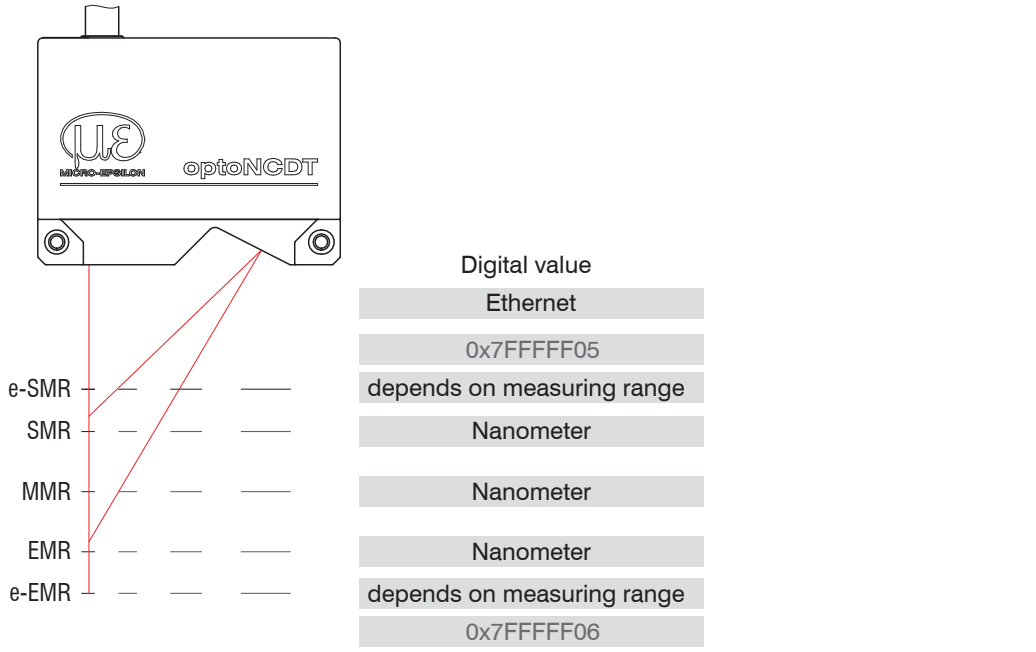 με
MICRO-EPSILON
optoNCDT
Digital value
Ethernet
0x7FFFFF05
e-SMR depends on measuring range
SMR Nanometer
MMR Nanometer
EMR Nanometer
e-EMR depends on measuring range
0x7FFFFF06